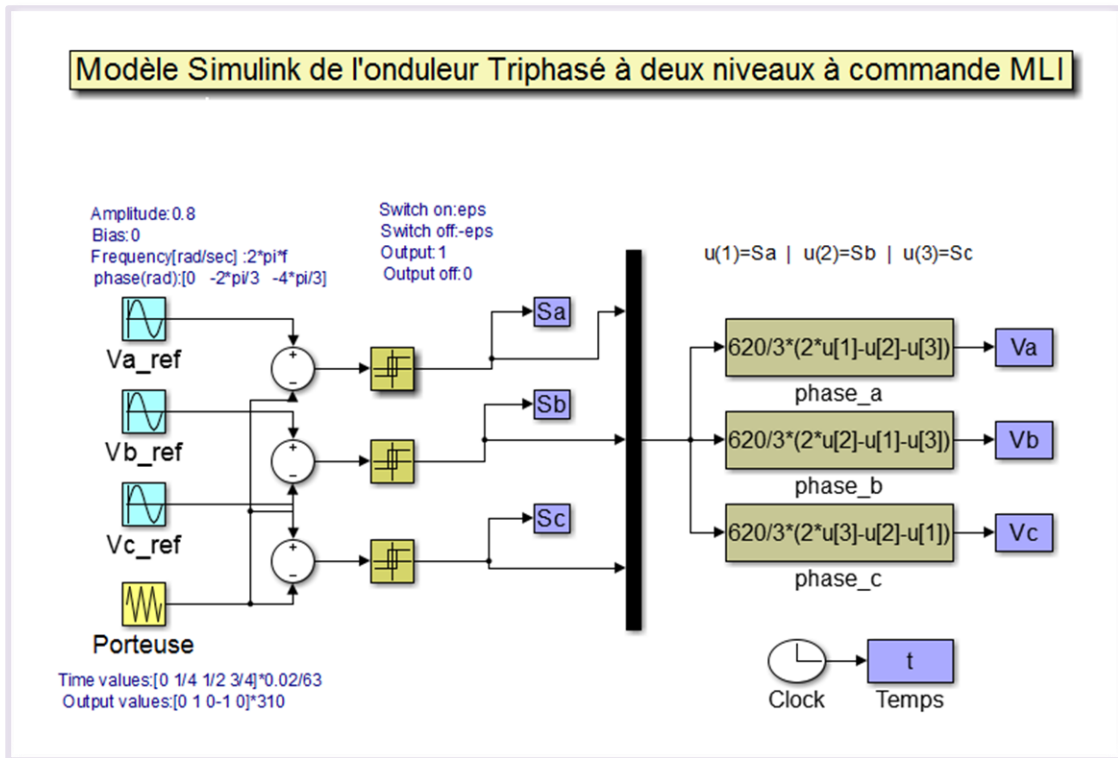 Modèle Simulink de l'onduleur Triphasé à deux niveaux à commande MLI
Amplitude:0.8
Bias:0
Frequency[rad/sec] :2*pi*f
phase(rad):[0 -2*pi/3 -4*pi/3]
Switch on:eps
Switch off:-eps
Output:1
Output off:0
u(1)=Sa | u(2)=Sb | u(3)=Sc
Va_ref
+
−
Sa
620/3*(2*u[1]-u[2]-u[3])
phase_a
Va
Vb_ref
+
−
Sb
620/3*(2*u[2]-u[1]-u[3])
phase_b
Vb
Vc_ref
+
−
Sc
620/3*(2*u[3]-u[2]-u[1])
phase_c
Vc
Porteuse
Time values:[0 1/4 1/2 3/4]*0.02/63
Output values:[0 1 0-1 0]*310
Clock
t
Temps